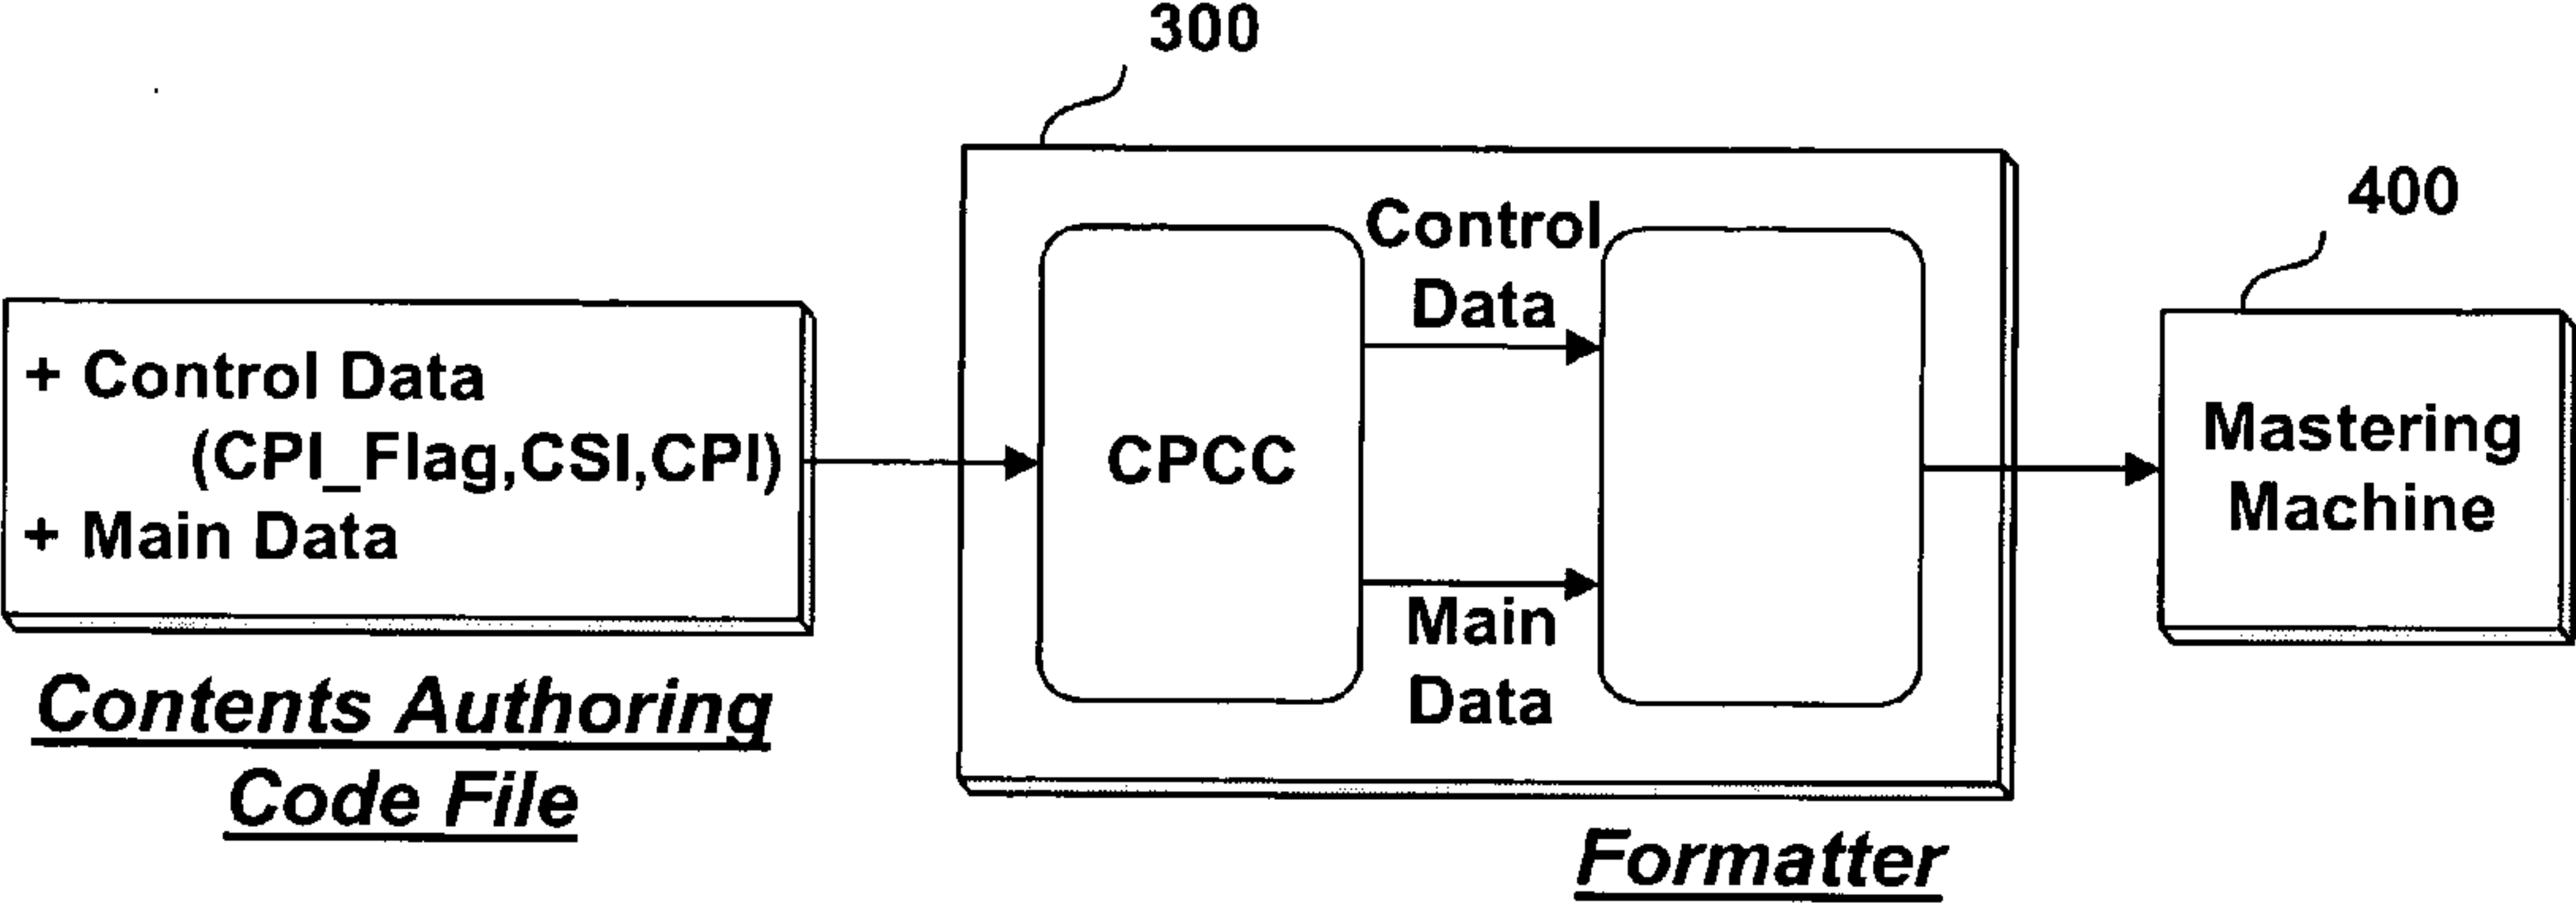 300
400
Control
Data
+ Control Data
(CPI_Flag,CSI,CPI)
+ Main Data
CPCC
Mastering
Machine
Main
Data
Contents Authoring
Code File
Formatter